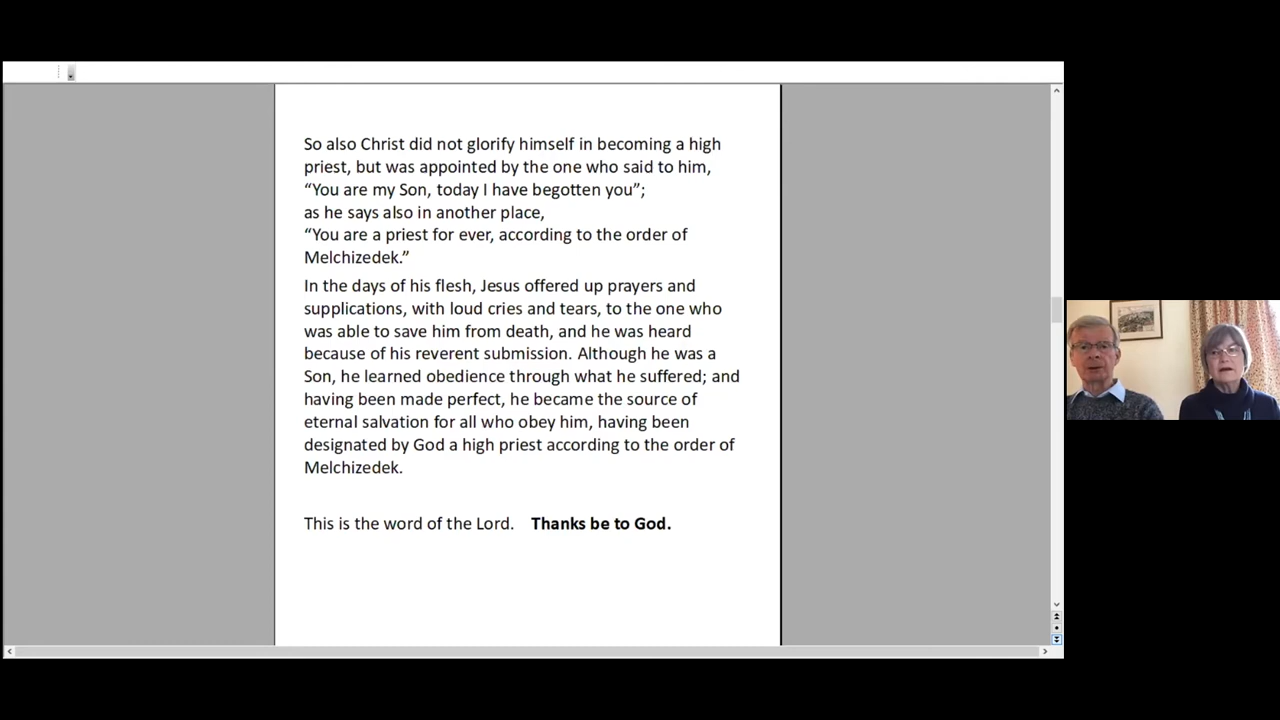 So also Christ did not glorify himself in becoming a high
priest, but was appointed by the one who said to him,
“You are my Son, today I have begotten you”;
as he says also in another place,
“You are a priest for ever, according to the order of
Melchizedek.”
In the days of his flesh, Jesus offered up prayers and
supplications, with loud cries and tears, to the one who
was able to save him from death, and he was heard
because of his reverent submission. Although he was a
Son, he learned obedience through what he suffered; and
having been made perfect, he became the source of
eternal salvation for all who obey him, having been
designated by God a high priest according to the order of
Melchizedek.
This is the word of the Lord. Thanks be to God.